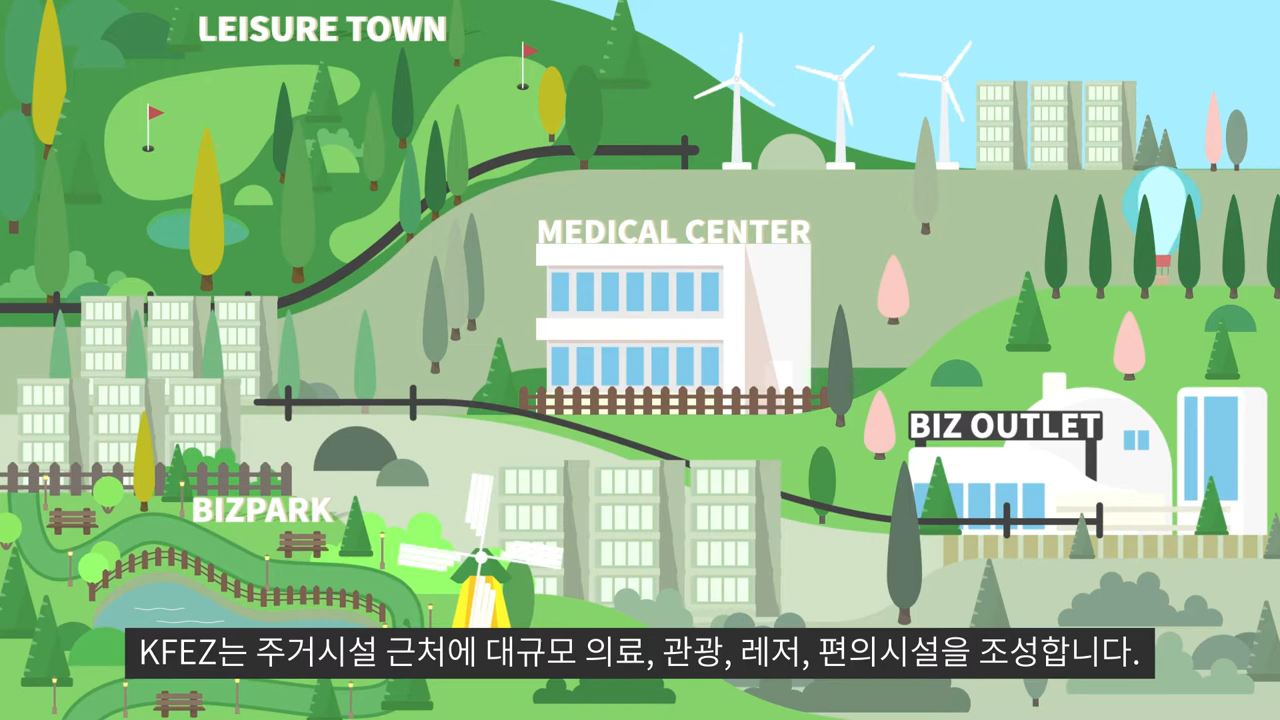 LEISURE TOWN
MEDICAL CENTER
BIZ OUTLET
BIZPARK
KFEZ는 주거시설 근처에 대규모 의료, 관광, 레저, 편의시설을 조성합니다.